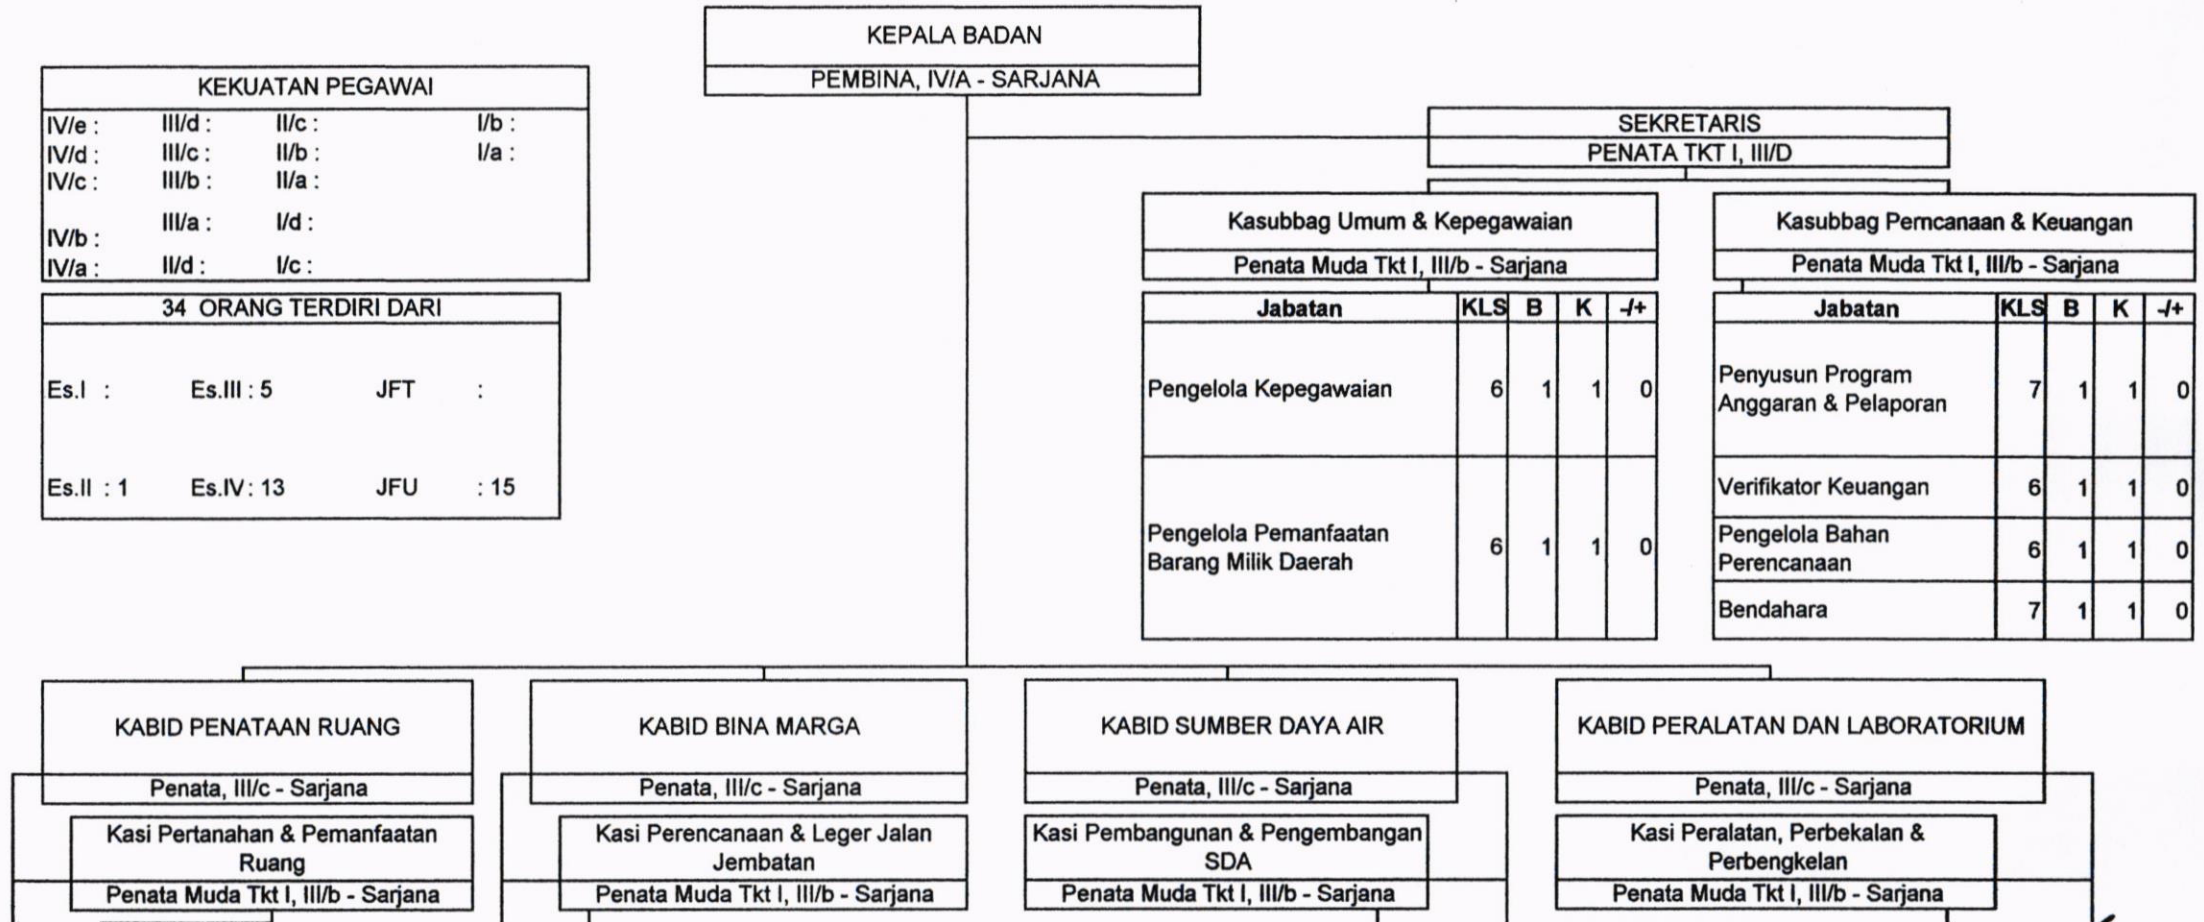 KEPALA BADAN
PEMBINA, IV/A - SARJANA
KEKUATAN PEGAWAI
IV/e : III/d : II/c : I/b :
IV/d : III/c : II/b : I/a :
IV/c : III/b : II/a :
III/a : I/d :
IV/b :
IV/a : II/d : I/c :
34 ORANG TERDIRI DARI
Es.I : Es.III : 5 JFT :
Es.II : 1 Es.IV : 13 JFU : 15
SEKRETARIS
PENATA TKT I, III/D
Kasubbag Umum & Kepegawaian
Penata Muda Tkt I, III/b - Sarjana
Jabatan KLS B K -/+
Pengelola Kepegawaian 6 1 1 0
Pengelola Pemanfaatan
Barang Milik Daerah 6 1 1 0
Kasubbag Perncanaan & Keuangan
Penata Muda Tkt I, III/b - Sarjana
Jabatan KLS B K -/+
Penyusun Program
Anggaran & Pelaporan 7 1 1 0
Verifikator Keuangan 6 1 1 0
Pengelola Bahan
Perencanaan 6 1 1 0
Bendahara 7 1 1 0
KABID PENATAAN RUANG
Penata, III/c - Sarjana
Kasi Pertanahan & Pemanfaatan
Ruang
Penata Muda Tkt I, III/b - Sarjana
KABID BINA MARGA
Penata, III/c - Sarjana
Kasi Perencanaan & Leger Jalan
Jembatan
Penata Muda Tkt I, III/b - Sarjana
KABID SUMBER DAYA AIR
Penata, III/c - Sarjana
Kasi Pembangunan & Pengembangan
SDA
Penata Muda Tkt I, III/b - Sarjana
KABID PERALATAN DAN LABORATORIUM
Penata, III/c - Sarjana
Kasi Peralatan, Perbekalan &
Perbengkelan
Penata Muda Tkt I, III/b - Sarjana